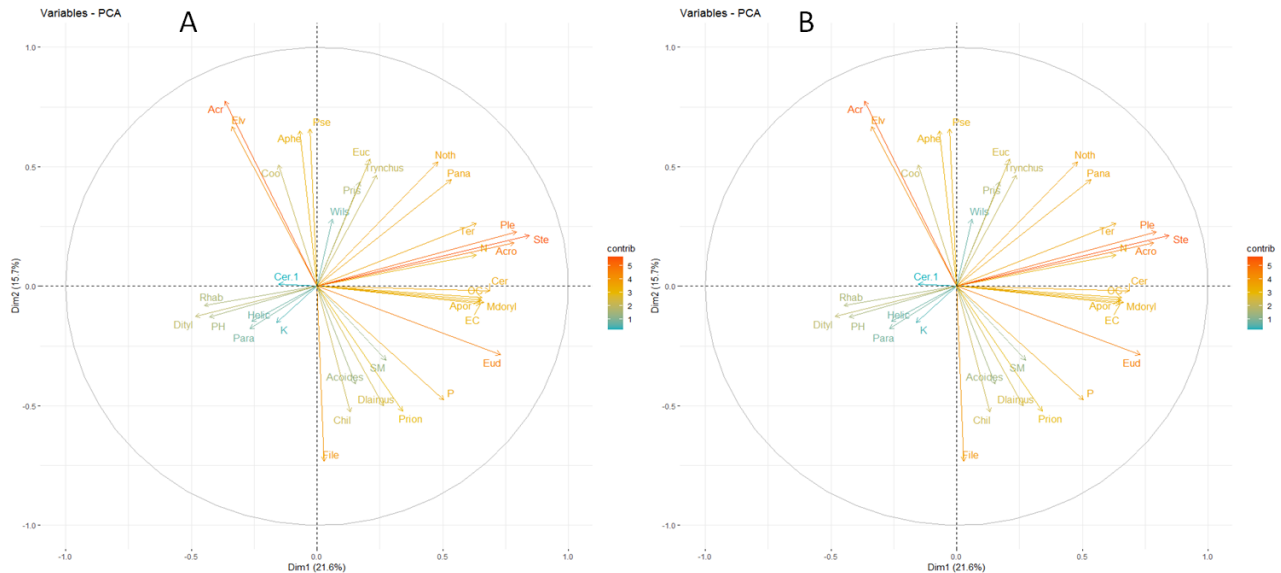 A
Variables - PCA
1.0
0.5
0.0
-0.5
-1.0
Dim2 (15.7%)
-1.0
-0.5
0.0
0.5
1.0
Dim1 (21.6%)
Acr
Elv
Aphe
Pse
Coo
Euc
Trynchus
Pris
Wils
Noth
Pana
Ter
Ple
Ste
N
Acro
Cer.1
Cer
OC
Apor
Mdoryl
EC
Rhab
Dityl
PH
Helic
Para
K
Eud
SM
Acoides
P
Dlaimus
Chil
Prion
File
contrib
5
4
3
2
1
B
Variables - PCA
1.0
0.5
0.0
-0.5
-1.0
Dim2 (15.7%)
-1.0
-0.5
0.0
0.5
1.0
Dim1 (21.6%)
Acr
Elv
Aphe
Pse
Coo
Euc
Trynchus
Pris
Wils
Noth
Pana
Ter
Ple
Ste
N
Acro
Cer.1
Cer
OC
Apor
Mdoryl
EC
Rhab
Dityl
PH
Helic
Para
K
Eud
SM
Acoides
P
Dlaimus
Chil
Prion
File
contrib
5
4
3
2
1